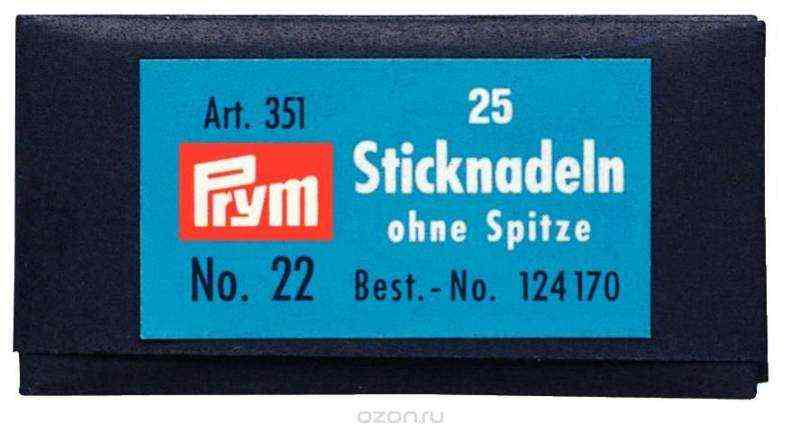 Art. 351
Prym
No. 22
25
Sticknadeln
ohne Spitze
Best.-No. 124170
ozon.ru